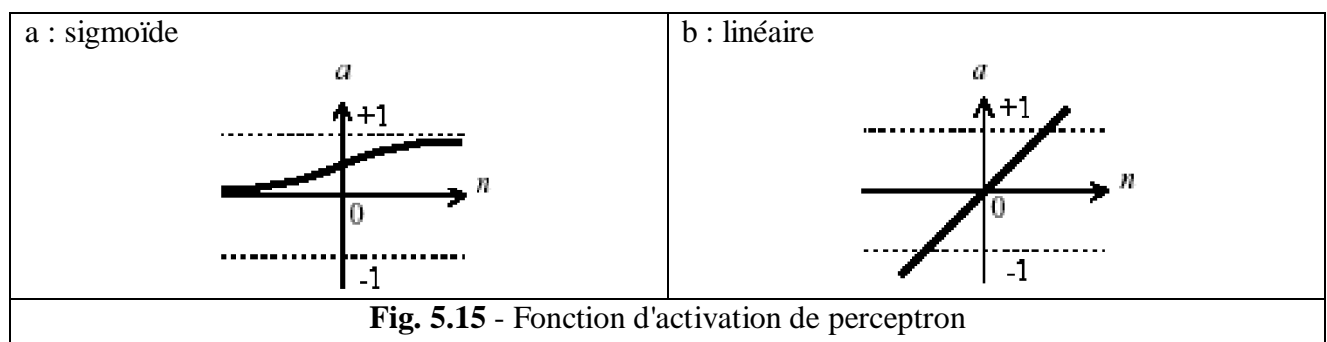 a : sigmoïde
a
+1
n
0
-1
b : linéaire
a
+1
n
0
-1
Fig. 5.15 - Fonction d'activation de perceptron